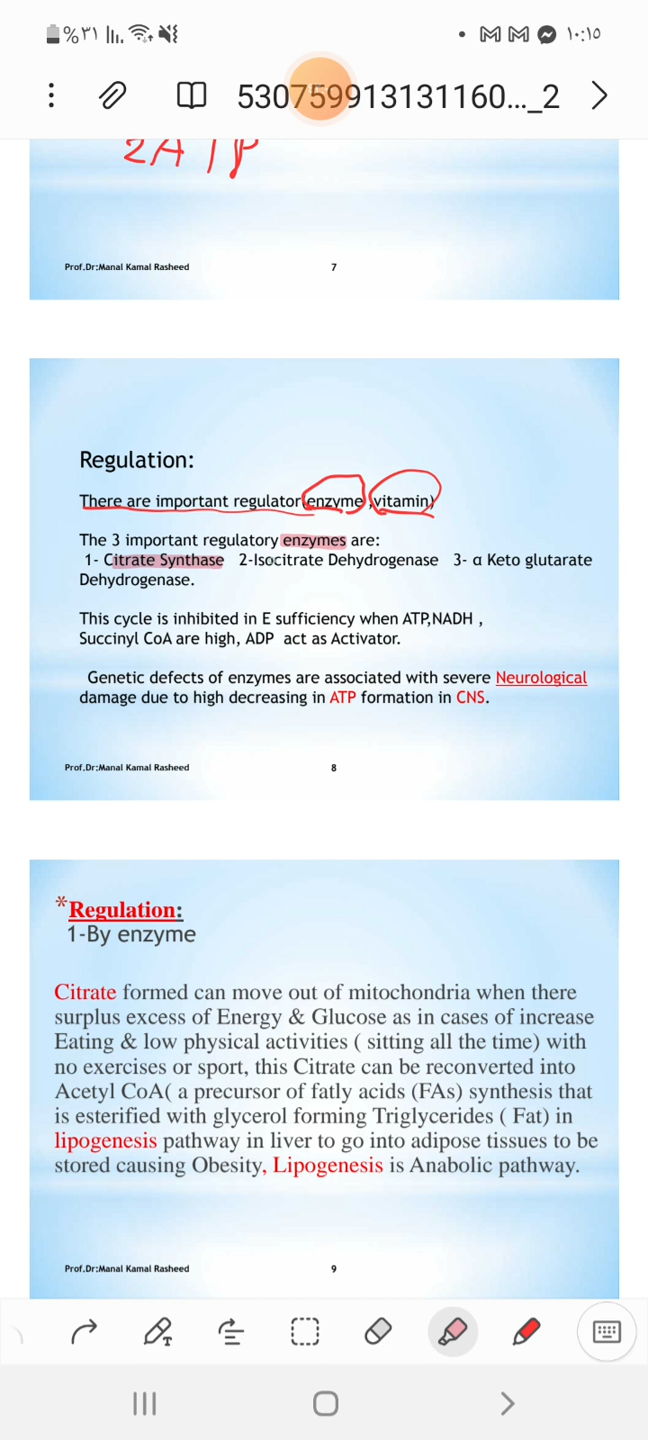 %٣١
١٠:١٥
530759913131160..._2
2ATP
Prof.Dr:Manal Kamal Rasheed 7
Regulation:
There are important regulator(enzyme ,vitamin)
The 3 important regulatory enzymes are:
1- Citrate Synthase 2-Isocitrate Dehydrogenase 3- α Keto glutarate
Dehydrogenase.
This cycle is inhibited in E sufficiency when ATP,NADH ,
Succinyl CoA are high, ADP act as Activator.
Genetic defects of enzymes are associated with severe Neurological
damage due to high decreasing in ATP formation in CNS.
Prof.Dr:Manal Kamal Rasheed 8
*Regulation:
1-By enzyme
Citrate formed can move out of mitochondria when there
surplus excess of Energy & Glucose as in cases of increase
Eating & low physical activities ( sitting all the time) with
no exercises or sport, this Citrate can be reconverted into
Acetyl CoA( a precursor of fatly acids (FAs) synthesis that
is esterified with glycerol forming Triglycerides ( Fat) in
lipogenesis pathway in liver to go into adipose tissues to be
stored causing Obesity, Lipogenesis is Anabolic pathway.
Prof.Dr:Manal Kamal Rasheed 9